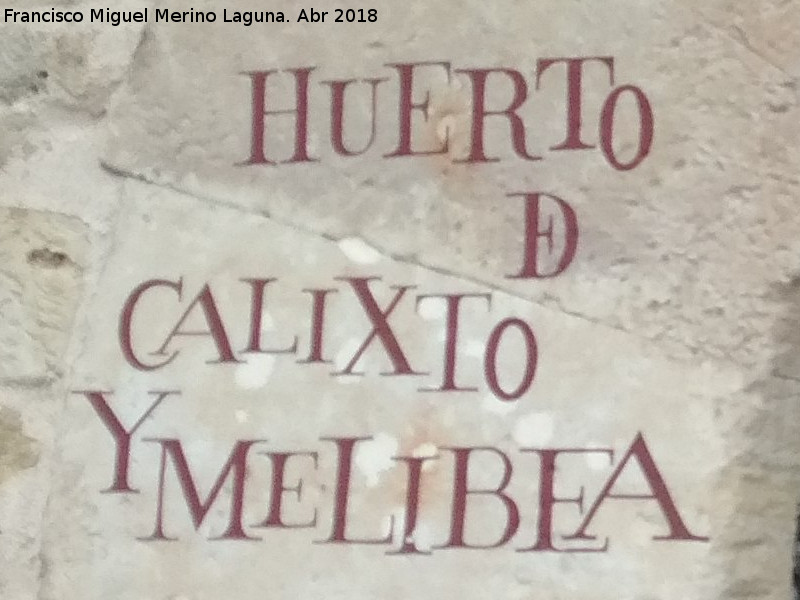 Francisco Miguel Merino Laguna. Abr 2018
HUERTO
DE
CALIXTO
Y MELIBEA